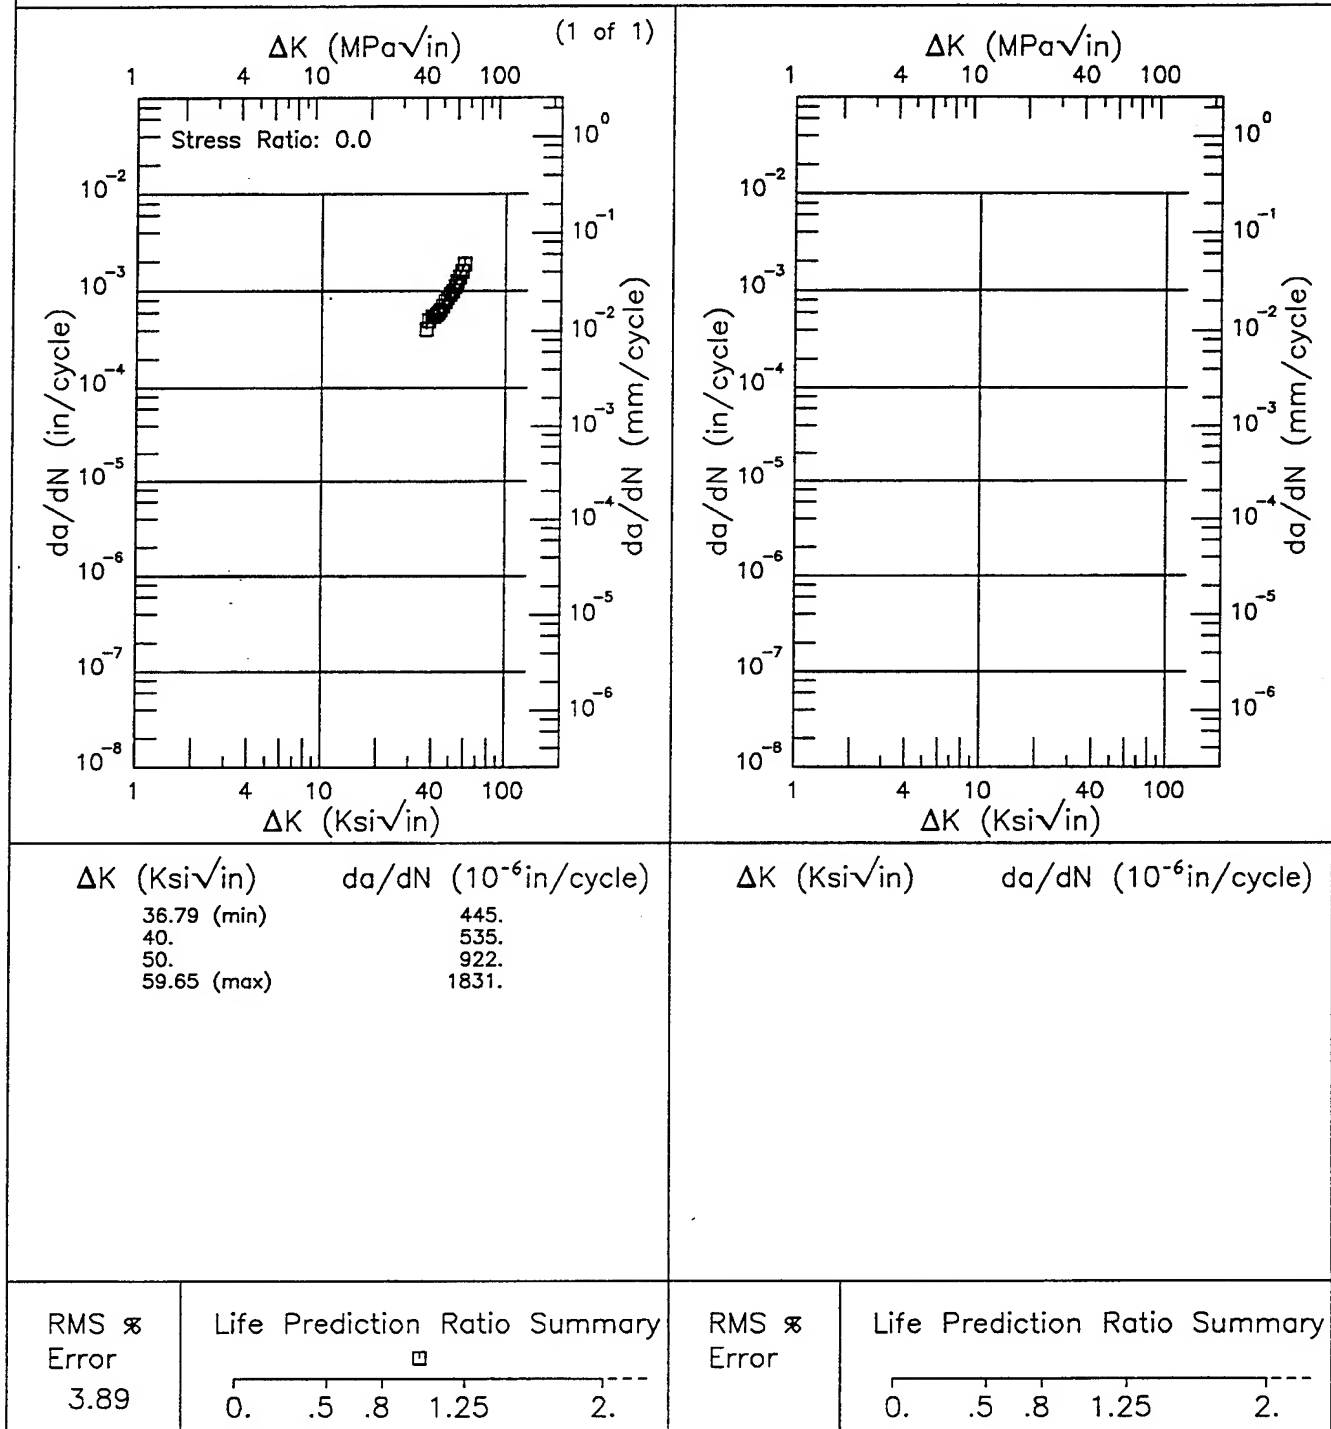 (1 of 1)
ΔK (MPa√in)
1 4 10 40 100
Stress Ratio: 0.0
da/dN (in/cycle)
10⁻²
10⁻³
10⁻⁴
10⁻⁵
10⁻⁶
10⁻⁷
10⁻⁸
10⁰
10⁻¹
10⁻²
10⁻³
10⁻⁴
10⁻⁵
10⁻⁶
da/dN (mm/cycle)
1 4 10 40 100
ΔK (Ksi√in)
ΔK (MPa√in)
1 4 10 40 100
da/dN (in/cycle)
10⁻²
10⁻³
10⁻⁴
10⁻⁵
10⁻⁶
10⁻⁷
10⁻⁸
10⁰
10⁻¹
10⁻²
10⁻³
10⁻⁴
10⁻⁵
10⁻⁶
da/dN (mm/cycle)
1 4 10 40 100
ΔK (Ksi√in)
ΔK (Ksi√in) da/dN (10⁻⁶in/cycle)
36.79 (min) 445.
40. 535.
50. 922.
59.65 (max) 1831.
ΔK (Ksi√in) da/dN (10⁻⁶in/cycle)
RMS %
Error
3.89
Life Prediction Ratio Summary
0. .5 .8 1.25 2.
RMS %
Error
Life Prediction Ratio Summary
0. .5 .8 1.25 2.